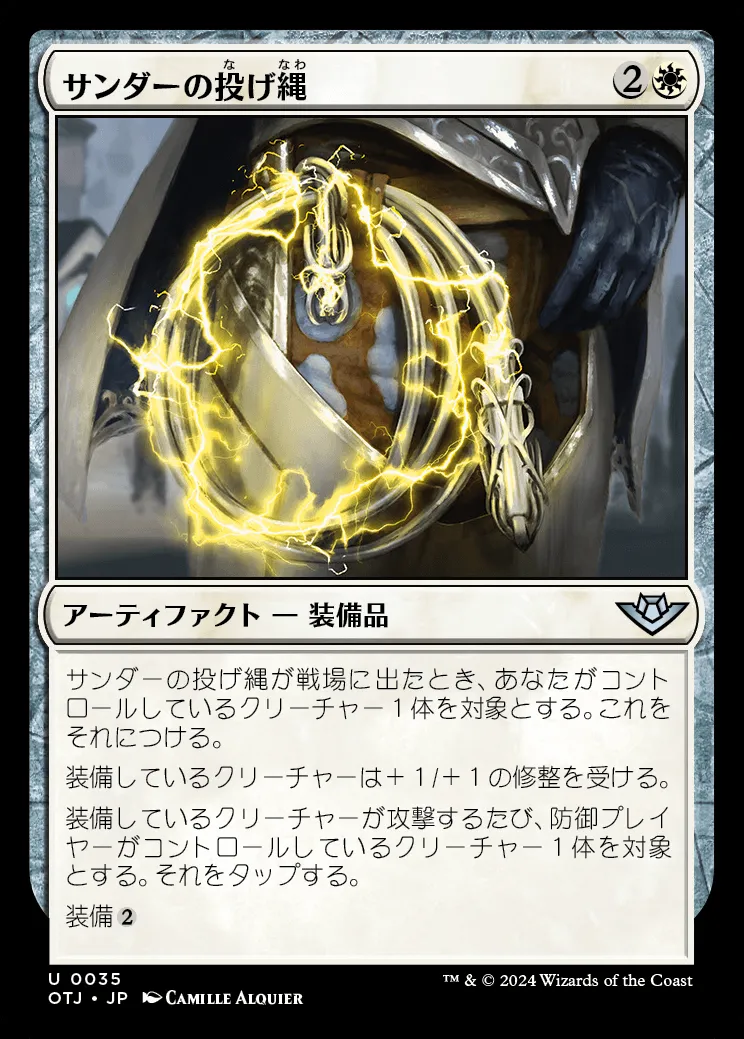 サンダーの投げ縄 2
な なわ
アーティファクト — 装備品
サンダーの投げ縄が戦場に出たとき、あなたがコント
ロールしているクリーチャー１体を対象とする。これを
それにつける。
装備しているクリーチャーは＋１/＋１の修整を受ける。
装備しているクリーチャーが攻撃するたび、防御プレイ
ヤーがコントロールしているクリーチャー１体を対象
とする。それをタップする。
装備 2
U 0035
OTJ • JP CAMILLE ALQUIER
™ & © 2024 Wizards of the Coast